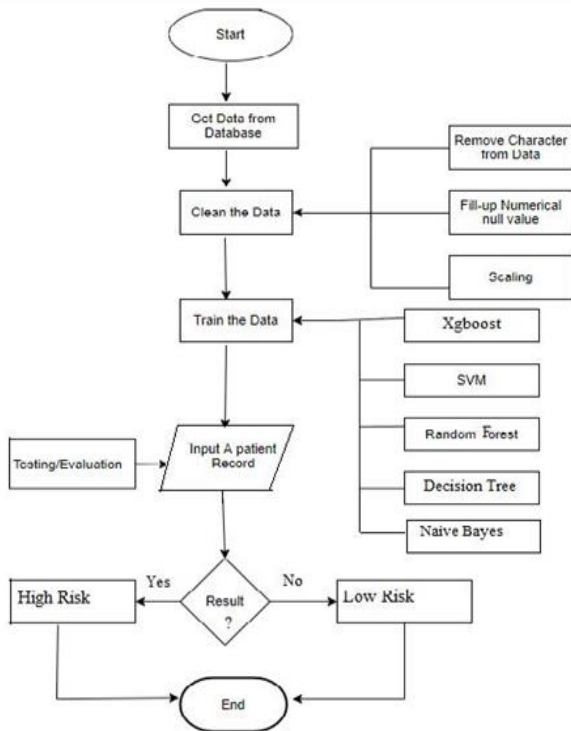 Start
Get Data from
Database
Remove Character
from Data
Clean the Data
Fill-up Numerical
null value
Scaling
Train the Data
Xgboost
SVM
Random Forest
Decision Tree
Naive Bayes
Testing/Evaluation
Input A patient
Record
Yes
No
High Risk
Result
?
Low Risk
End